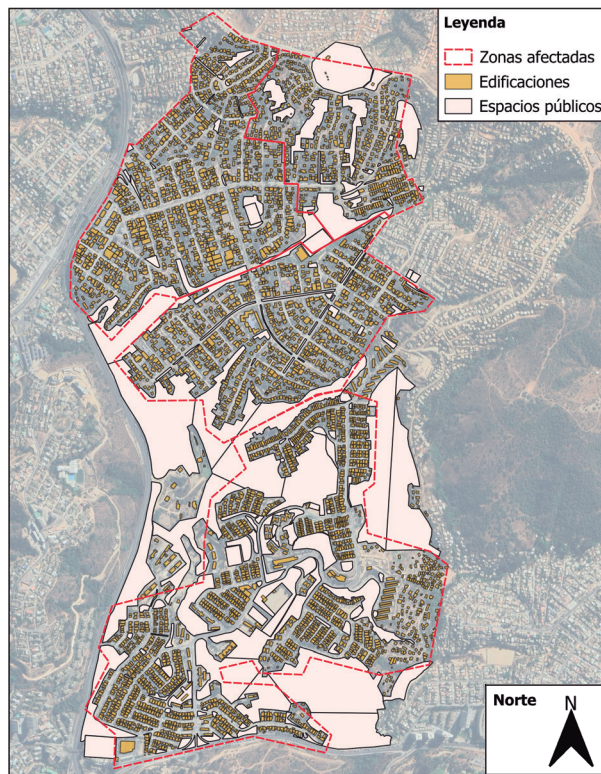 Leyenda
Zonas afectadas
Edificaciones
Espacios públicos
Norte
N